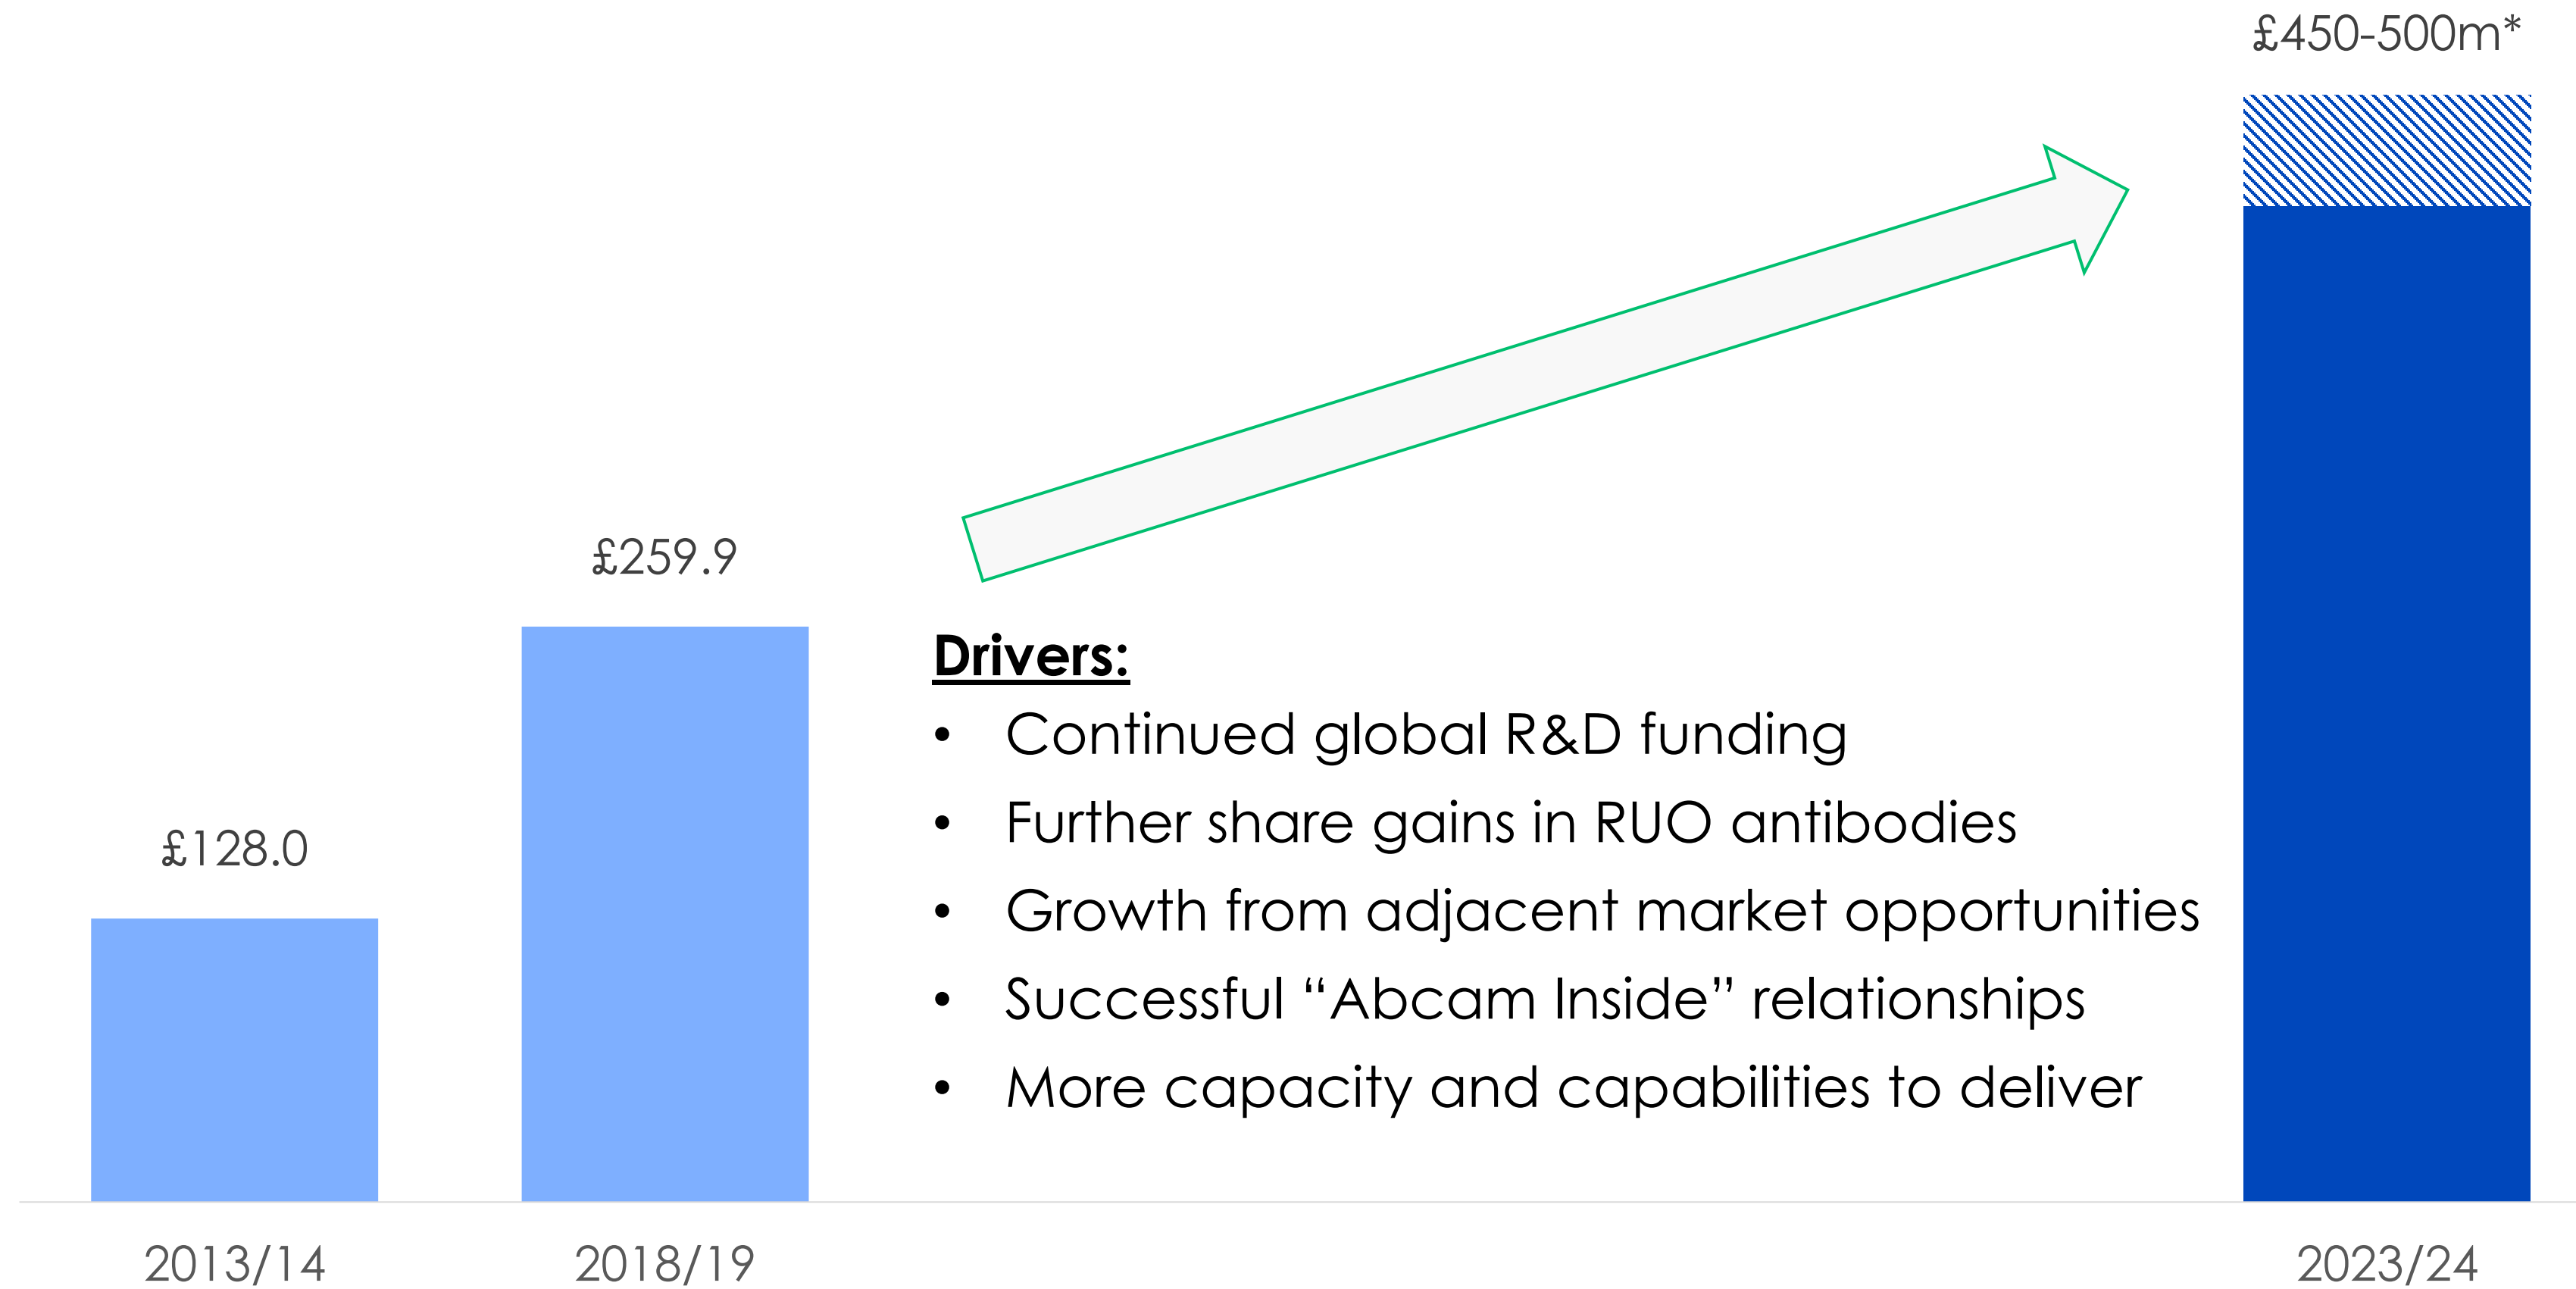 £450-500m*
£259.9
£128.0
Drivers:
• Continued global R&D funding
• Further share gains in RUO antibodies
• Growth from adjacent market opportunities
• Successful “Abcam Inside” relationships
• More capacity and capabilities to deliver
2013/14
2018/19
2023/24